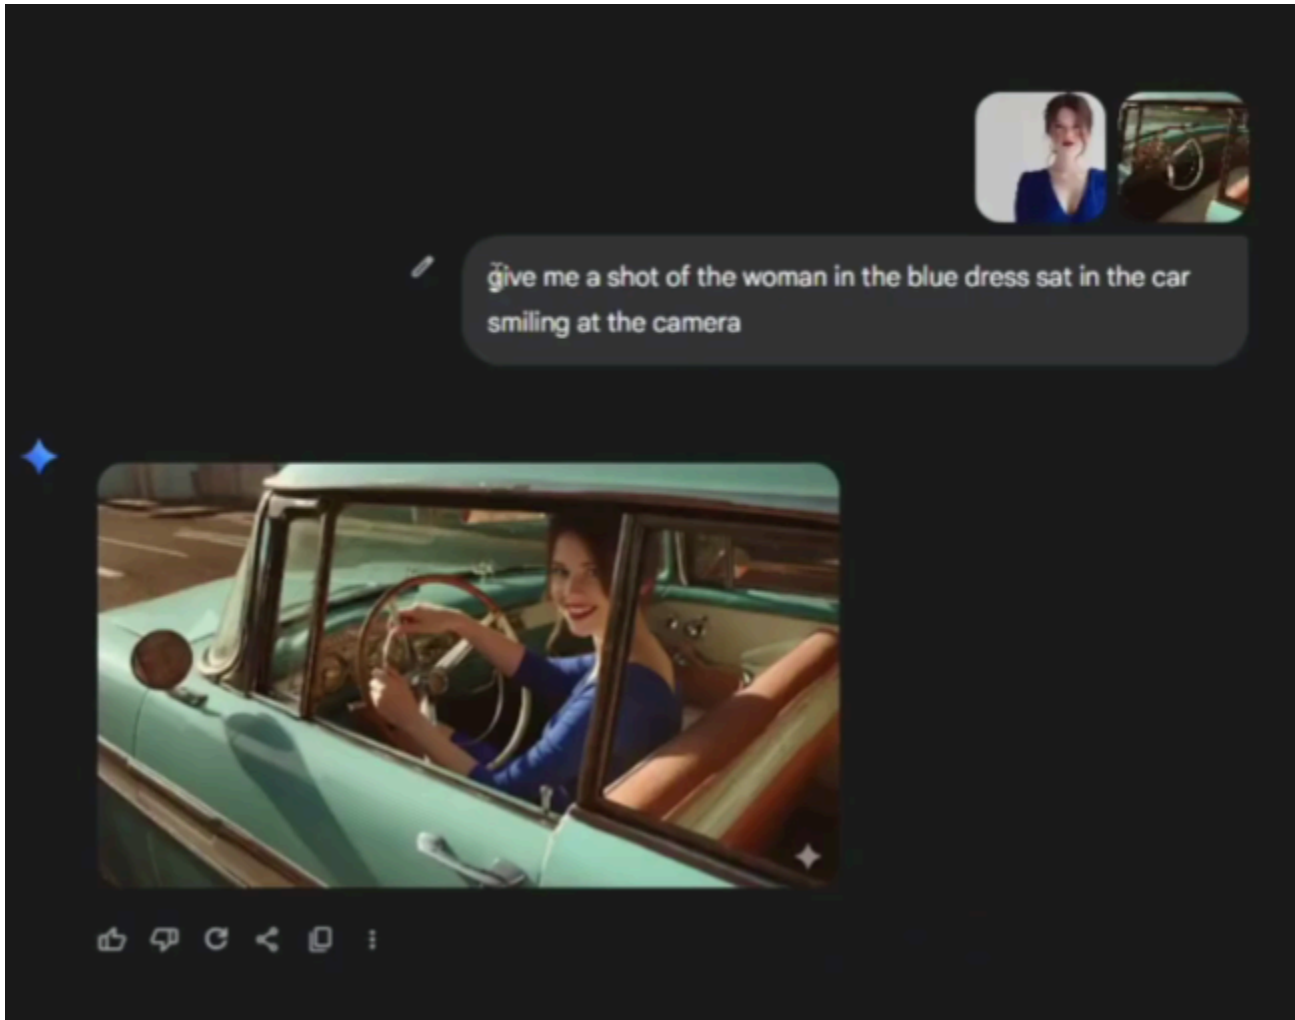 give me a shot of the woman in the blue dress sat in the car
smiling at the camera